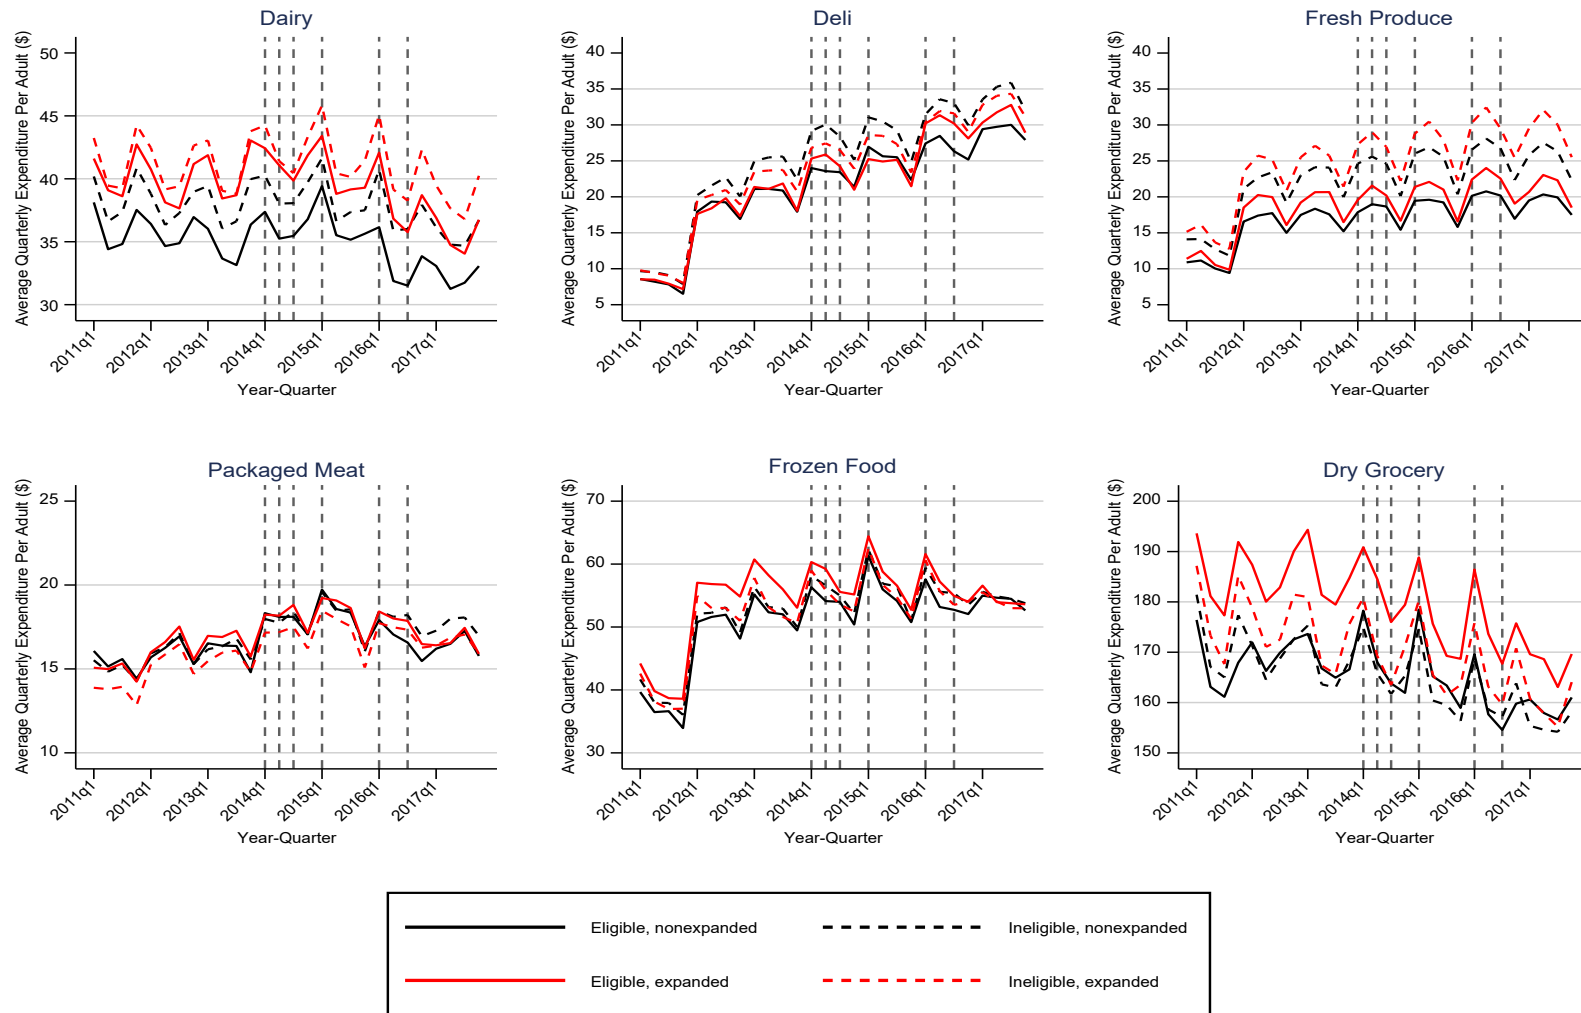 Dairy
Average Quarterly Expenditure Per Adult ($)
50
45
40
35
30
2011q1
2012q1
2013q1
2014q1
2015q1
2016q1
2017q1
Year-Quarter
Deli
Average Quarterly Expenditure Per Adult ($)
40
35
30
25
20
15
10
5
2011q1
2012q1
2013q1
2014q1
2015q1
2016q1
2017q1
Year-Quarter
Fresh Produce
Average Quarterly Expenditure Per Adult ($)
40
35
30
25
20
15
10
5
2011q1
2012q1
2013q1
2014q1
2015q1
2016q1
2017q1
Year-Quarter
Packaged Meat
Average Quarterly Expenditure Per Adult ($)
25
20
15
10
2011q1
2012q1
2013q1
2014q1
2015q1
2016q1
2017q1
Year-Quarter
Frozen Food
Average Quarterly Expenditure Per Adult ($)
70
60
50
40
30
2011q1
2012q1
2013q1
2014q1
2015q1
2016q1
2017q1
Year-Quarter
Dry Grocery
Average Quarterly Expenditure Per Adult ($)
200
190
180
170
160
150
2011q1
2012q1
2013q1
2014q1
2015q1
2016q1
2017q1
Year-Quarter
Eligible, nonexpanded
Ineligible, nonexpanded
Eligible, expanded
Ineligible, expanded